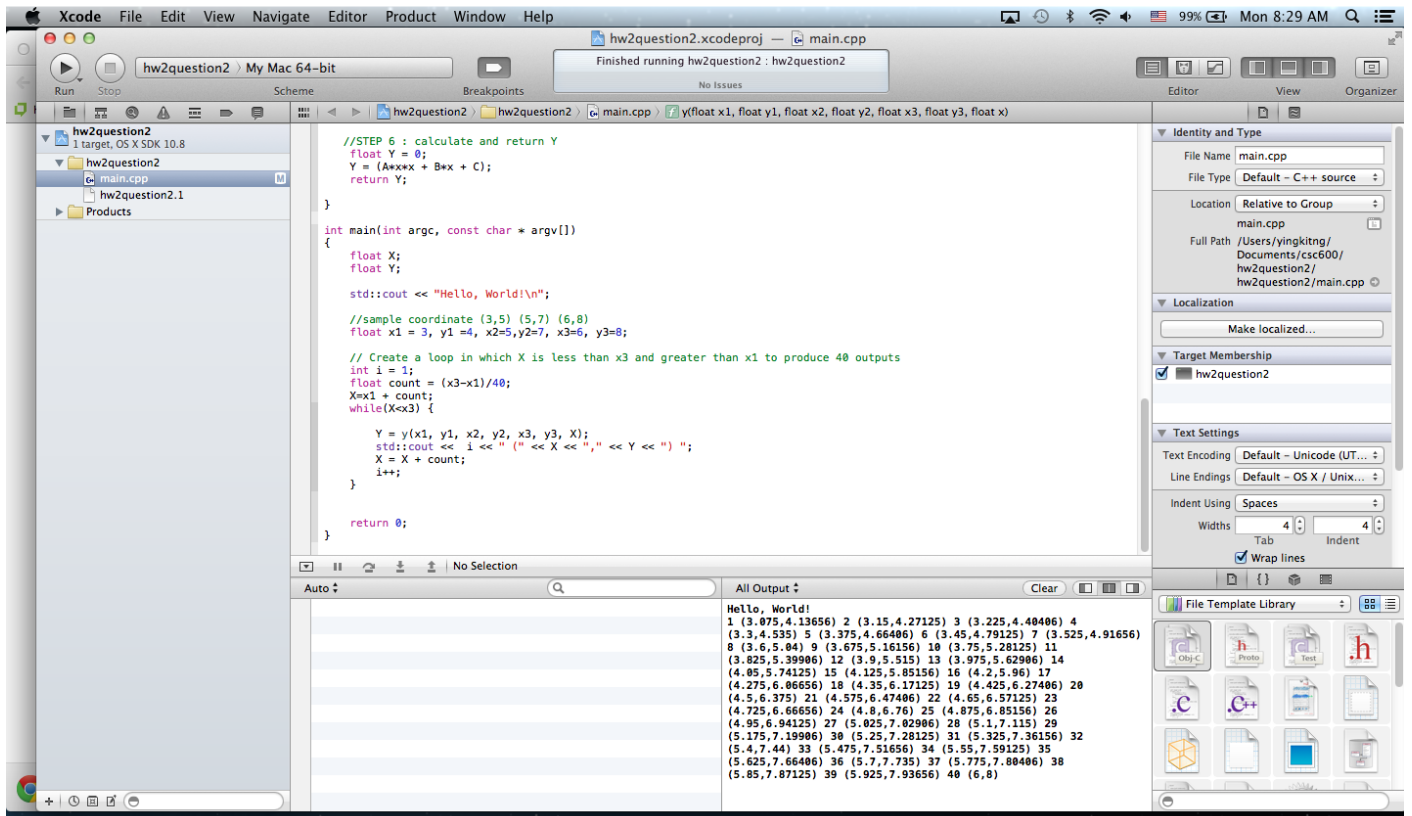 Xcode File Edit View Navigate Editor Product Window Help
99% Mon 8:29 AM
hw2question2.xcodeproj — main.cpp
hw2question2 〉 My Mac 64-bit
Finished running hw2question2 : hw2question2
No Issues
Run Stop Scheme Breakpoints Editor View Organizer
hw2question2 〉 hw2question2 〉 main.cpp 〉 y(float x1, float y1, float x2, float y2, float x3, float y3, float x)
hw2question2
1 target, OS X SDK 10.8
hw2question2
main.cpp M
hw2question2.1
Products
//STEP 6 : calculate and return Y
float Y = 0;
Y = (A*x*x + B*x + C);
return Y;
}
int main(int argc, const char * argv[])
{
float X;
float Y;
std::cout << "Hello, World!\n";
//sample coordinate (3,5) (5,7) (6,8)
float x1 = 3, y1 =4, x2=5,y2=7, x3=6, y3=8;
// Create a loop in which X is less than x3 and greater than x1 to produce 40 outputs
int i = 1;
float count = (x3-x1)/40;
X=x1 + count;
while(X<x3) {
Y = y(x1, y1, x2, y2, x3, y3, X);
std::cout << i << " (" << X << "," << Y << ") ";
X = X + count;
i++;
}
return 0;
}
No Selection
Auto
All Output
Clear
Hello, World!
1 (3.075,4.13656) 2 (3.15,4.27125) 3 (3.225,4.40406) 4
(3.3,4.535) 5 (3.375,4.66406) 6 (3.45,4.79125) 7 (3.525,4.91656)
8 (3.6,5.04) 9 (3.675,5.16156) 10 (3.75,5.28125) 11
(3.825,5.39906) 12 (3.9,5.515) 13 (3.975,5.62906) 14
(4.05,5.74125) 15 (4.125,5.85156) 16 (4.2,5.96) 17
(4.275,6.06656) 18 (4.35,6.17125) 19 (4.425,6.27406) 20
(4.5,6.375) 21 (4.575,6.47406) 22 (4.65,6.57125) 23
(4.725,6.66656) 24 (4.8,6.76) 25 (4.875,6.85156) 26
(4.95,6.94125) 27 (5.025,7.02906) 28 (5.1,7.115) 29
(5.175,7.19906) 30 (5.25,7.28125) 31 (5.325,7.36156) 32
(5.4,7.44) 33 (5.475,7.51656) 34 (5.55,7.59125) 35
(5.625,7.66406) 36 (5.7,7.735) 37 (5.775,7.80406) 38
(5.85,7.87125) 39 (5.925,7.93656) 40 (6,8)
Identity and Type
File Name main.cpp
File Type Default – C++ source
Location Relative to Group
main.cpp
Full Path /Users/yingkitng/
Documents/csc600/
hw2question2/
hw2question2/main.cpp
Localization
Make localized...
Target Membership
hw2question2
Text Settings
Text Encoding Default – Unicode (UT...
Line Endings Default – OS X / Unix...
Indent Using Spaces
Widths 4 4
Tab Indent
Wrap lines
{}
File Template Library
Obj-C
h Proto
Test
.h
.C
.C++